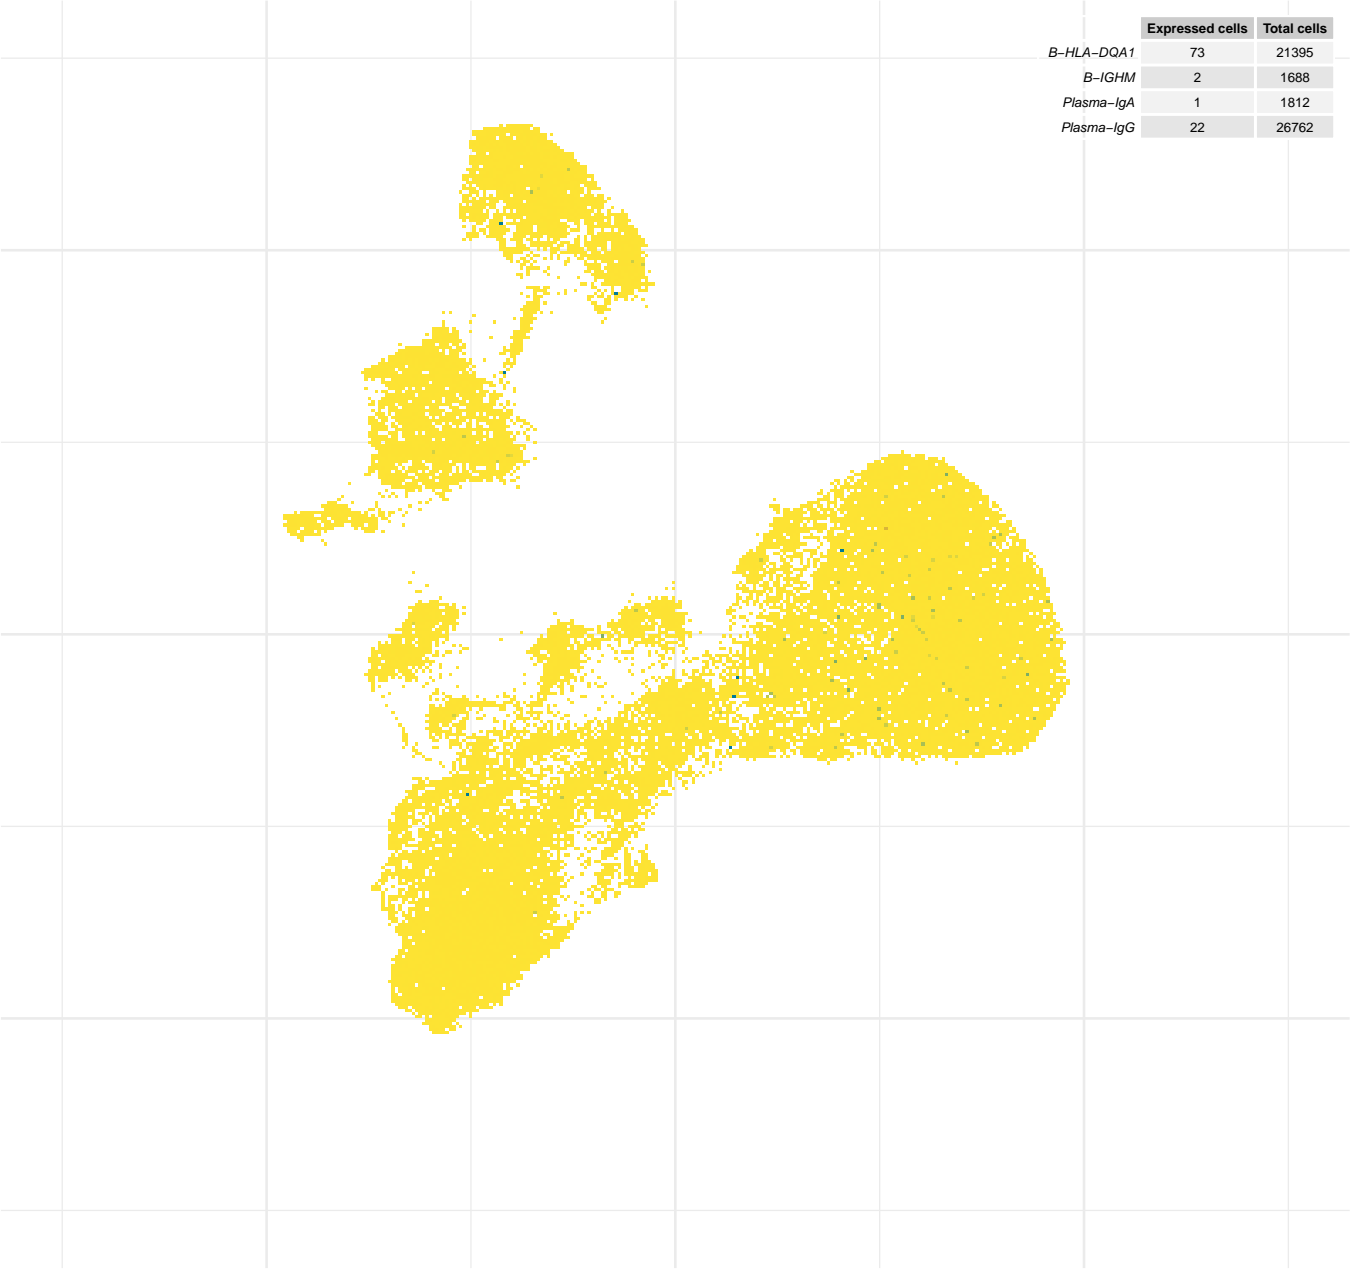 Expressed cells Total cells
B−HLA−DQA1 73 21395
B−IGHM 2 1688
Plasma−IgA 1 1812
Plasma−IgG 22 26762